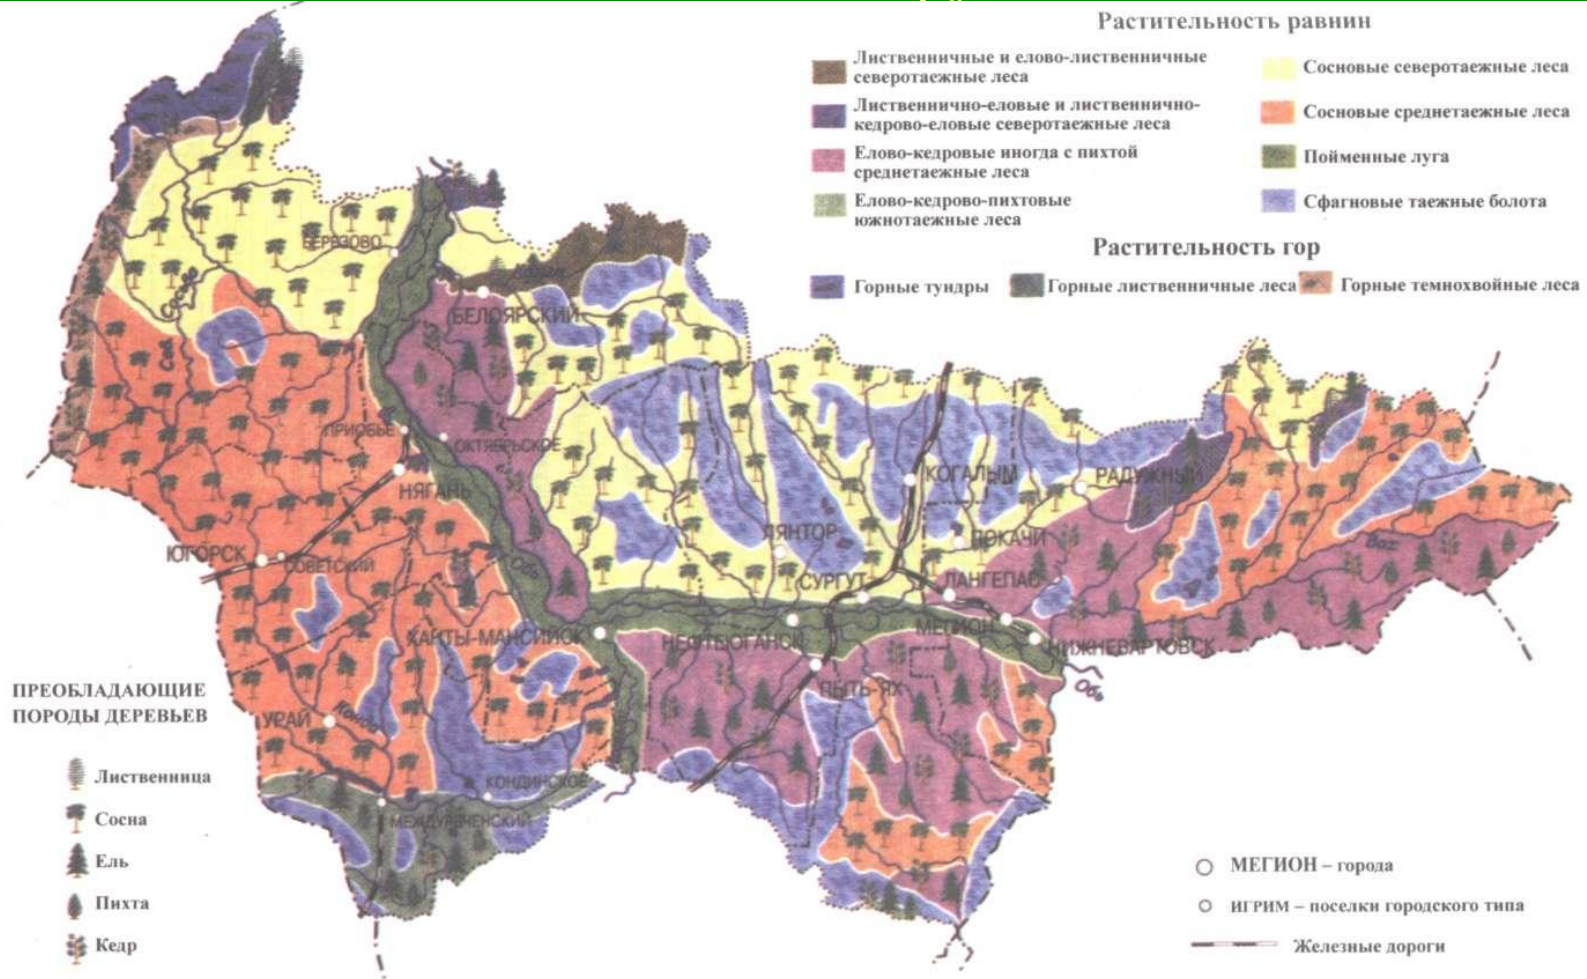 Растительность равнин
Лиственничные и елово-лиственничные
северотаежные леса
Лиственнично-еловые и лиственнично-
кедрово-еловые северотаежные леса
Елово-кедровые иногда с пихтой
среднетаежные леса
Елово-кедрово-пихтовые
южнотаежные леса
Сосновые северотаежные леса
Сосновые среднетаежные леса
Пойменные луга
Сфагновые таежные болота
Растительность гор
Горные тундры
Горные лиственничные леса
Горные темнохвойные леса
БЕРЕЗОВО
БЕЛОЯРСКИЙ
ПРИОБЬЕ
ОКТЯБРЬСКОЕ
НЯГАНЬ
КОГАЛЫМ
РАДУЖНЫЙ
ЮГОРСК
СОВЕТСКИЙ
Обь
ЛЯНТОР
ПОКАЧИ
Вах
СУРГУТ
ЛАНГЕПАС
ХАНТЫ-МАНСИЙСК
НЕФТЕЮГАНСК
МЕГИОН
НИЖНЕВАРТОВСК
ПЫТЬ-ЯХ
Обь
УРАЙ
Конда
КОНДИНСКОЕ
МЕЖДУРЕЧЕНСКИЙ
ПРЕОБЛАДАЮЩИЕ
ПОРОДЫ ДЕРЕВЬЕВ
Лиственница
Сосна
Ель
Пихта
Кедр
МЕГИОН – города
ИГРИМ – поселки городского типа
Железные дороги